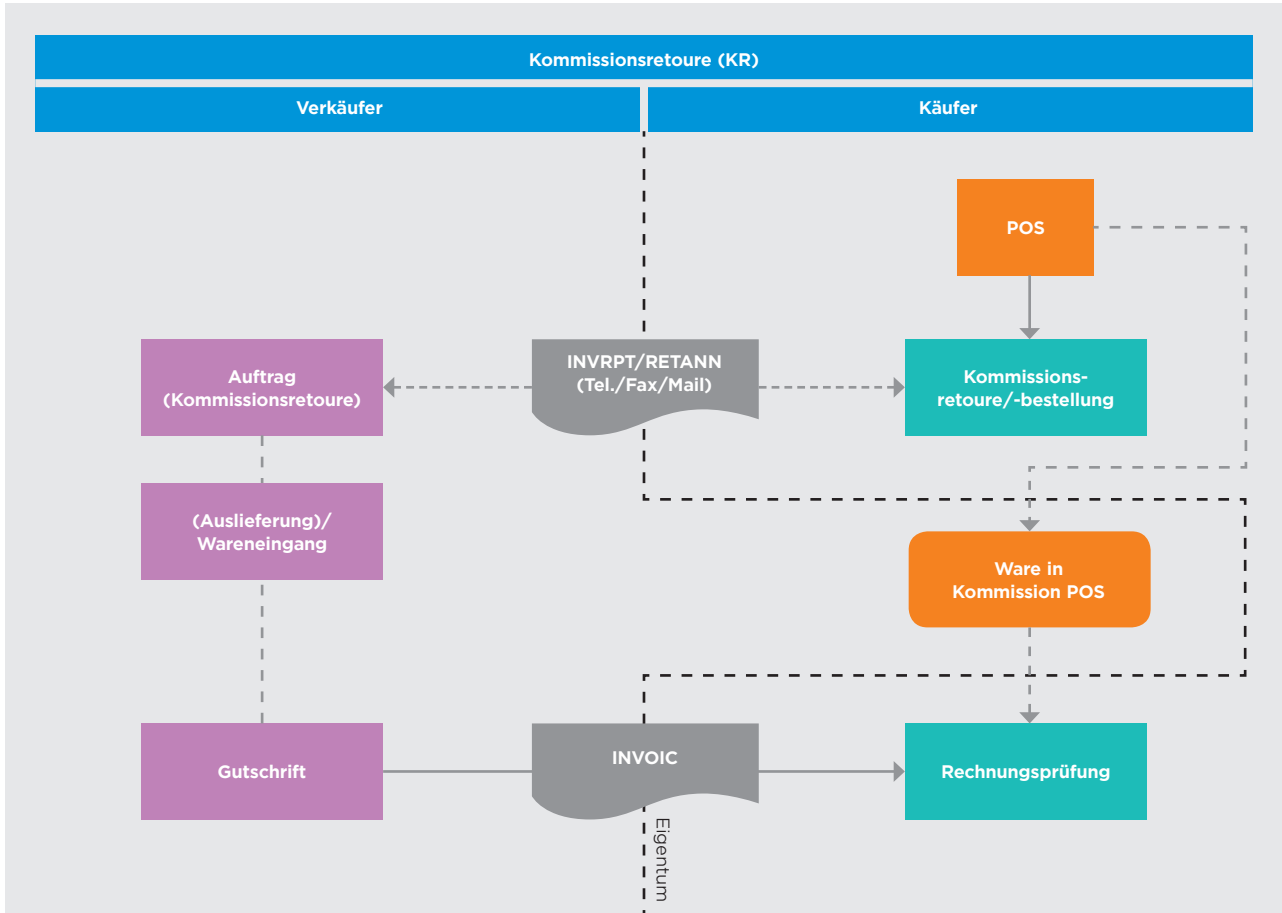 Kommissionsretoure (KR)
Verkäufer
Käufer
POS
INVRPT/RETANN
(Tel./Fax/Mail)
Auftrag
(Kommissionsretoure)
Kommissions-
retoure/-bestellung
(Auslieferung)/
Wareneingang
Ware in
Kommission POS
Gutschrift
INVOIC
Rechnungsprüfung
Eigentum